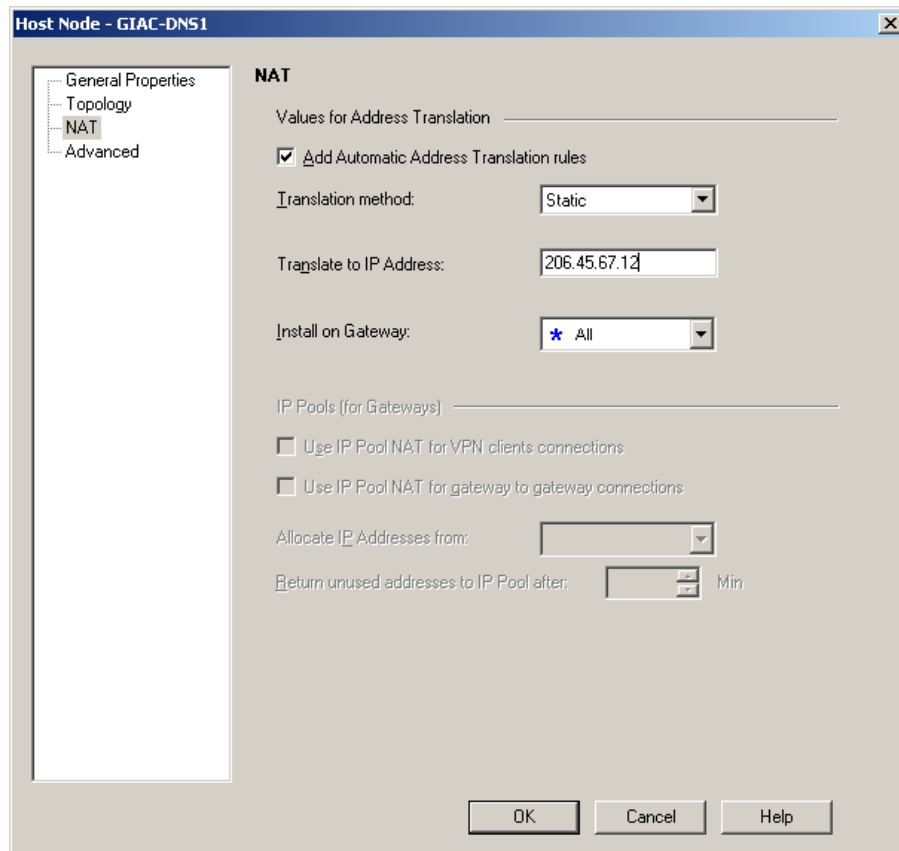 Host Node - GIAC-DNS1
General Properties
Topology
NAT
Advanced
NAT
Values for Address Translation
Add Automatic Address Translation rules
Translation method:
Static
Translate to IP Address:
206.45.67.12
Install on Gateway:
* All
IP Pools (for Gateways)
Use IP Pool NAT for VPN clients connections
Use IP Pool NAT for gateway to gateway connections
Allocate IP Addresses from:
Return unused addresses to IP Pool after:
Min
OK
Cancel
Help